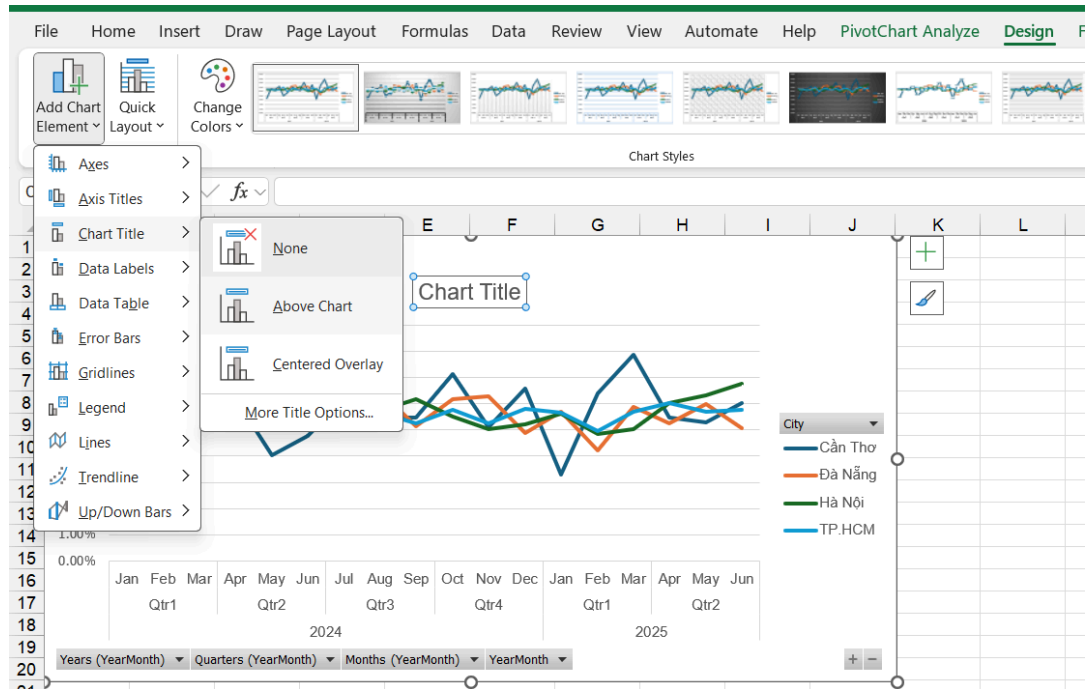 File Home Insert Draw Page Layout Formulas Data Review View Automate Help PivotChart Analyze Design F
Add Chart Element
Quick Layout
Change Colors
Chart Styles
fx
Axes
Axis Titles
Chart Title
Data Labels
Data Table
Error Bars
Gridlines
Legend
Lines
Trendline
Up/Down Bars
None
Above Chart
Centered Overlay
More Title Options...
E F G H I J K L
1
2
3
4
5
6
7
8
9
10
11
12
13
14
15
16
17
18
19
20
21
Chart Title
City
Cần Thơ
Đà Nẵng
Hà Nội
TP.HCM
1.00%
0.00%
Jan Feb Mar Apr May Jun Jul Aug Sep Oct Nov Dec Jan Feb Mar Apr May Jun
Qtr1 Qtr2 Qtr3 Qtr4 Qtr1 Qtr2
2024 2025
Years (YearMonth) Quarters (YearMonth) Months (YearMonth) YearMonth
+ −